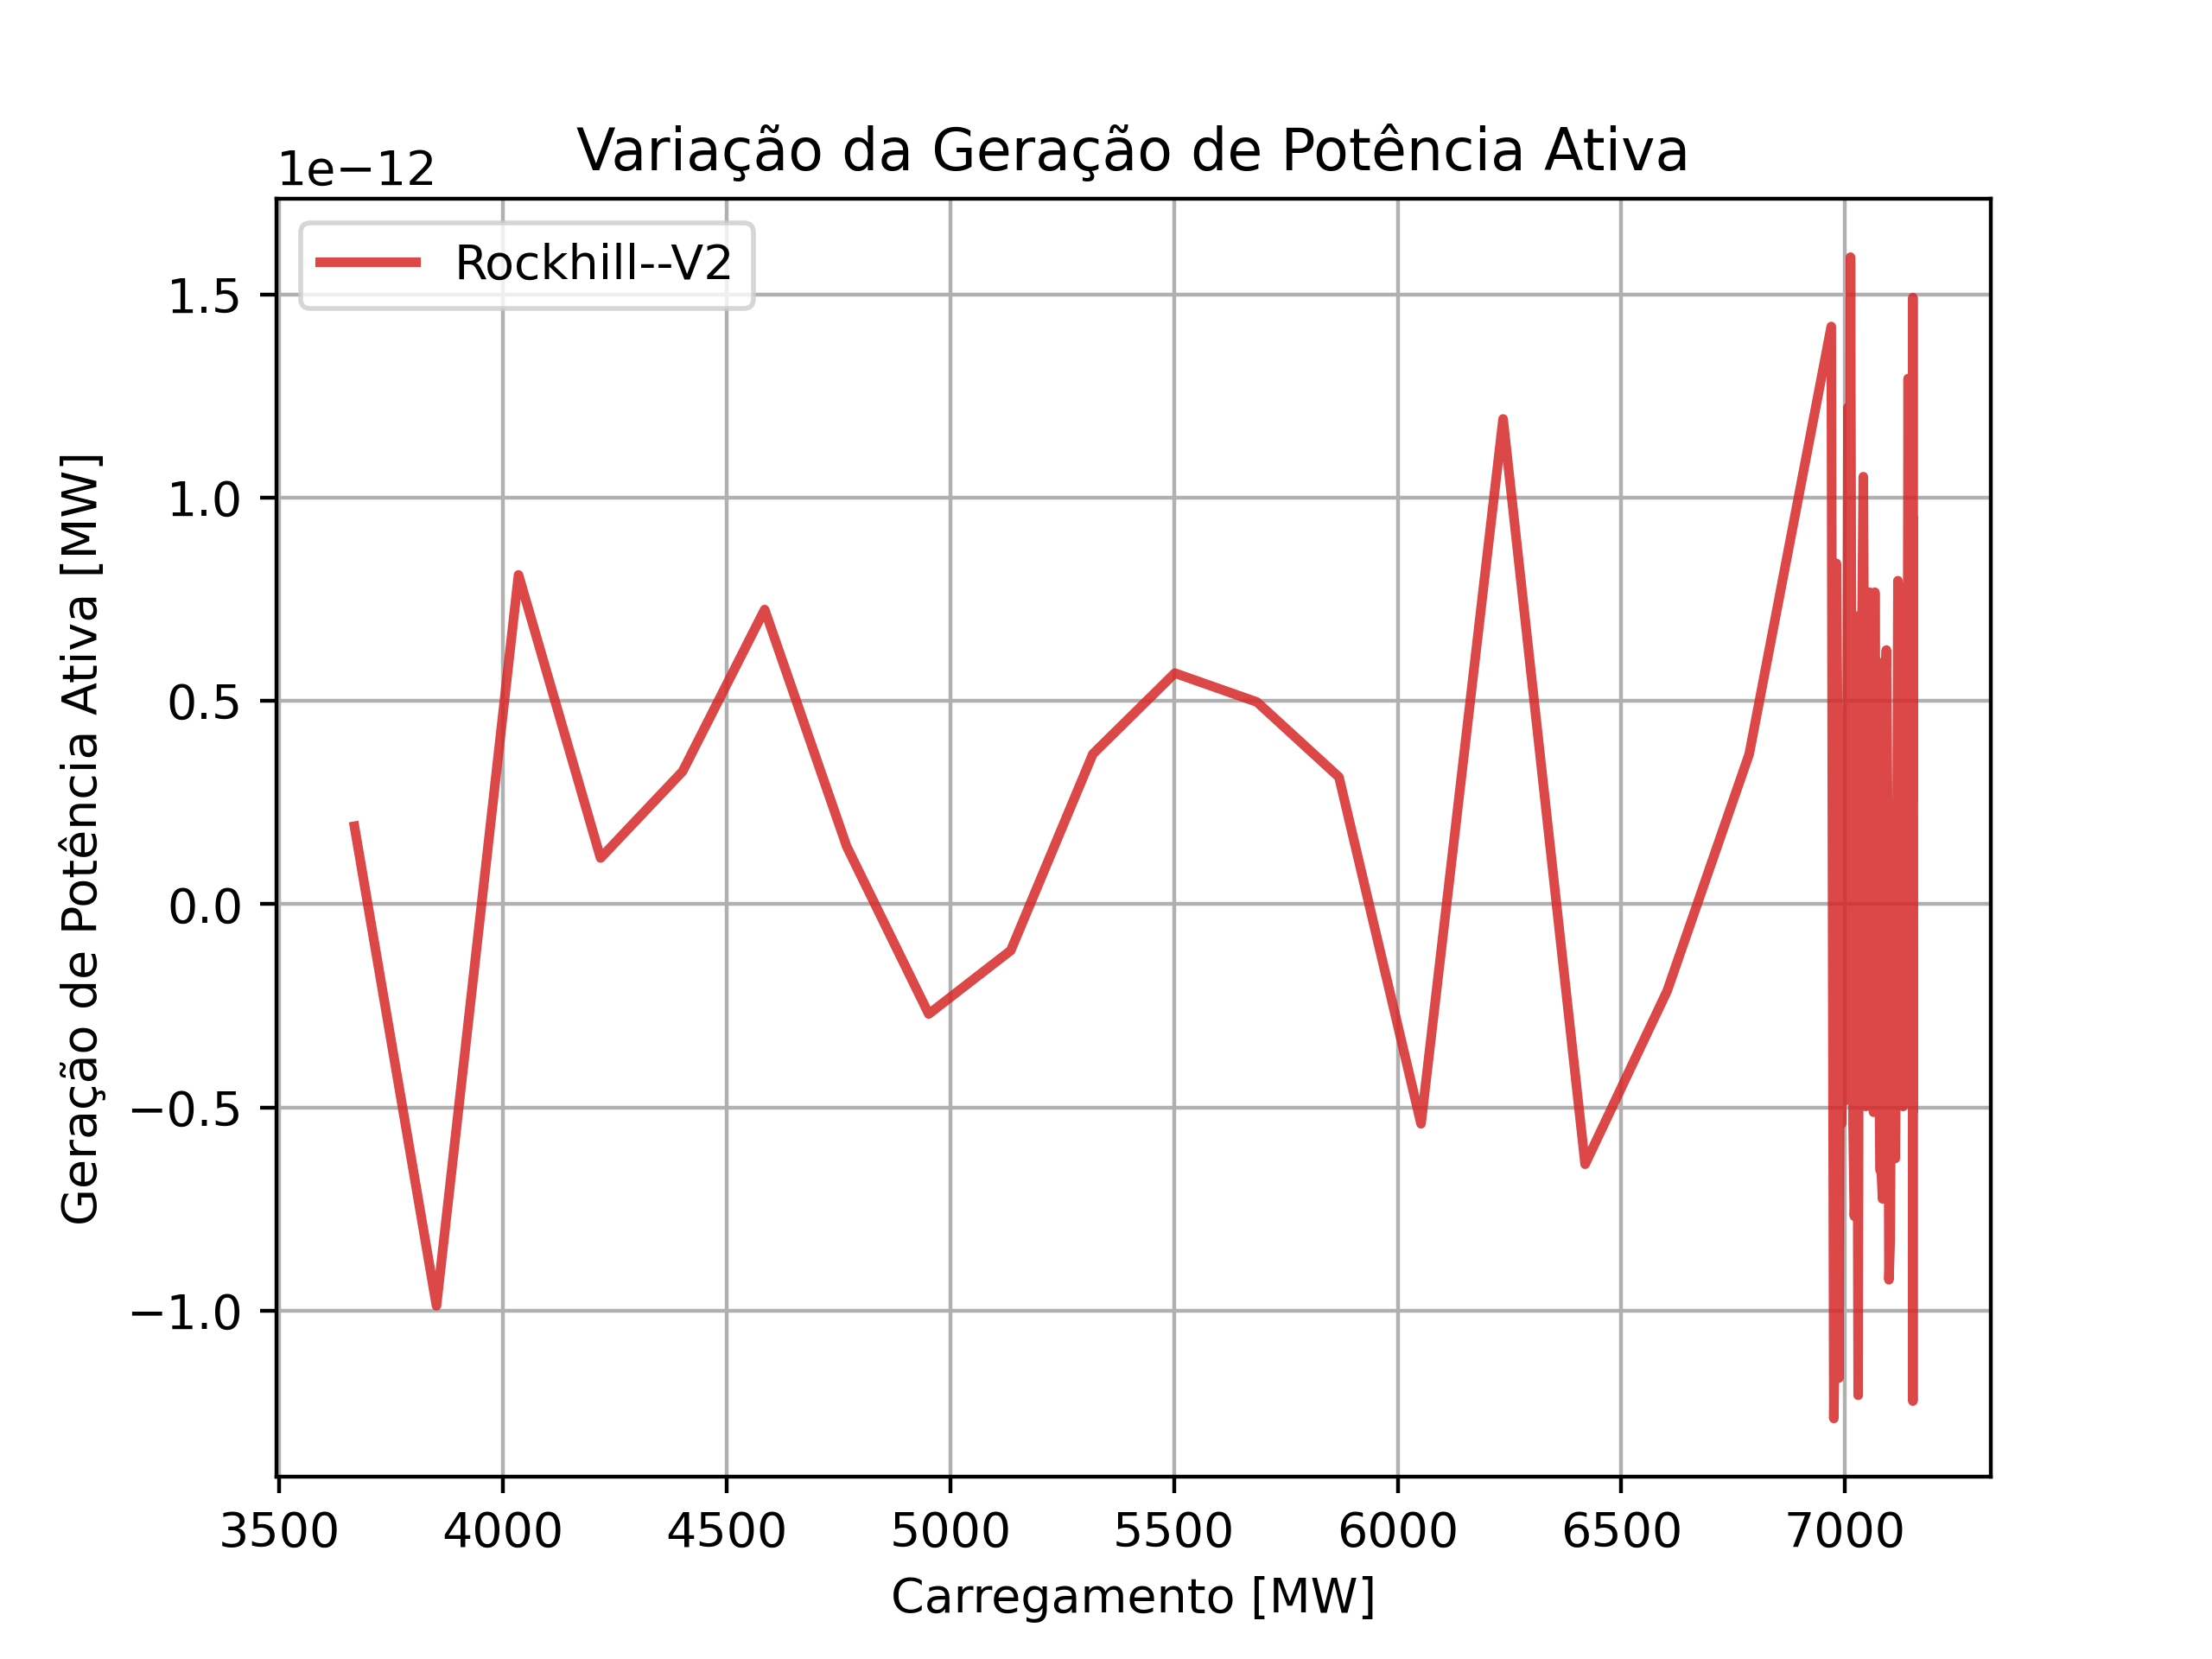 Variação da Geração de Potência Ativa
1e−12
Rockhill--V2
Geração de Potência Ativa [MW]
1.5
1.0
0.5
0.0
−0.5
−1.0
3500 4000 4500 5000 5500 6000 6500 7000
Carregamento [MW]